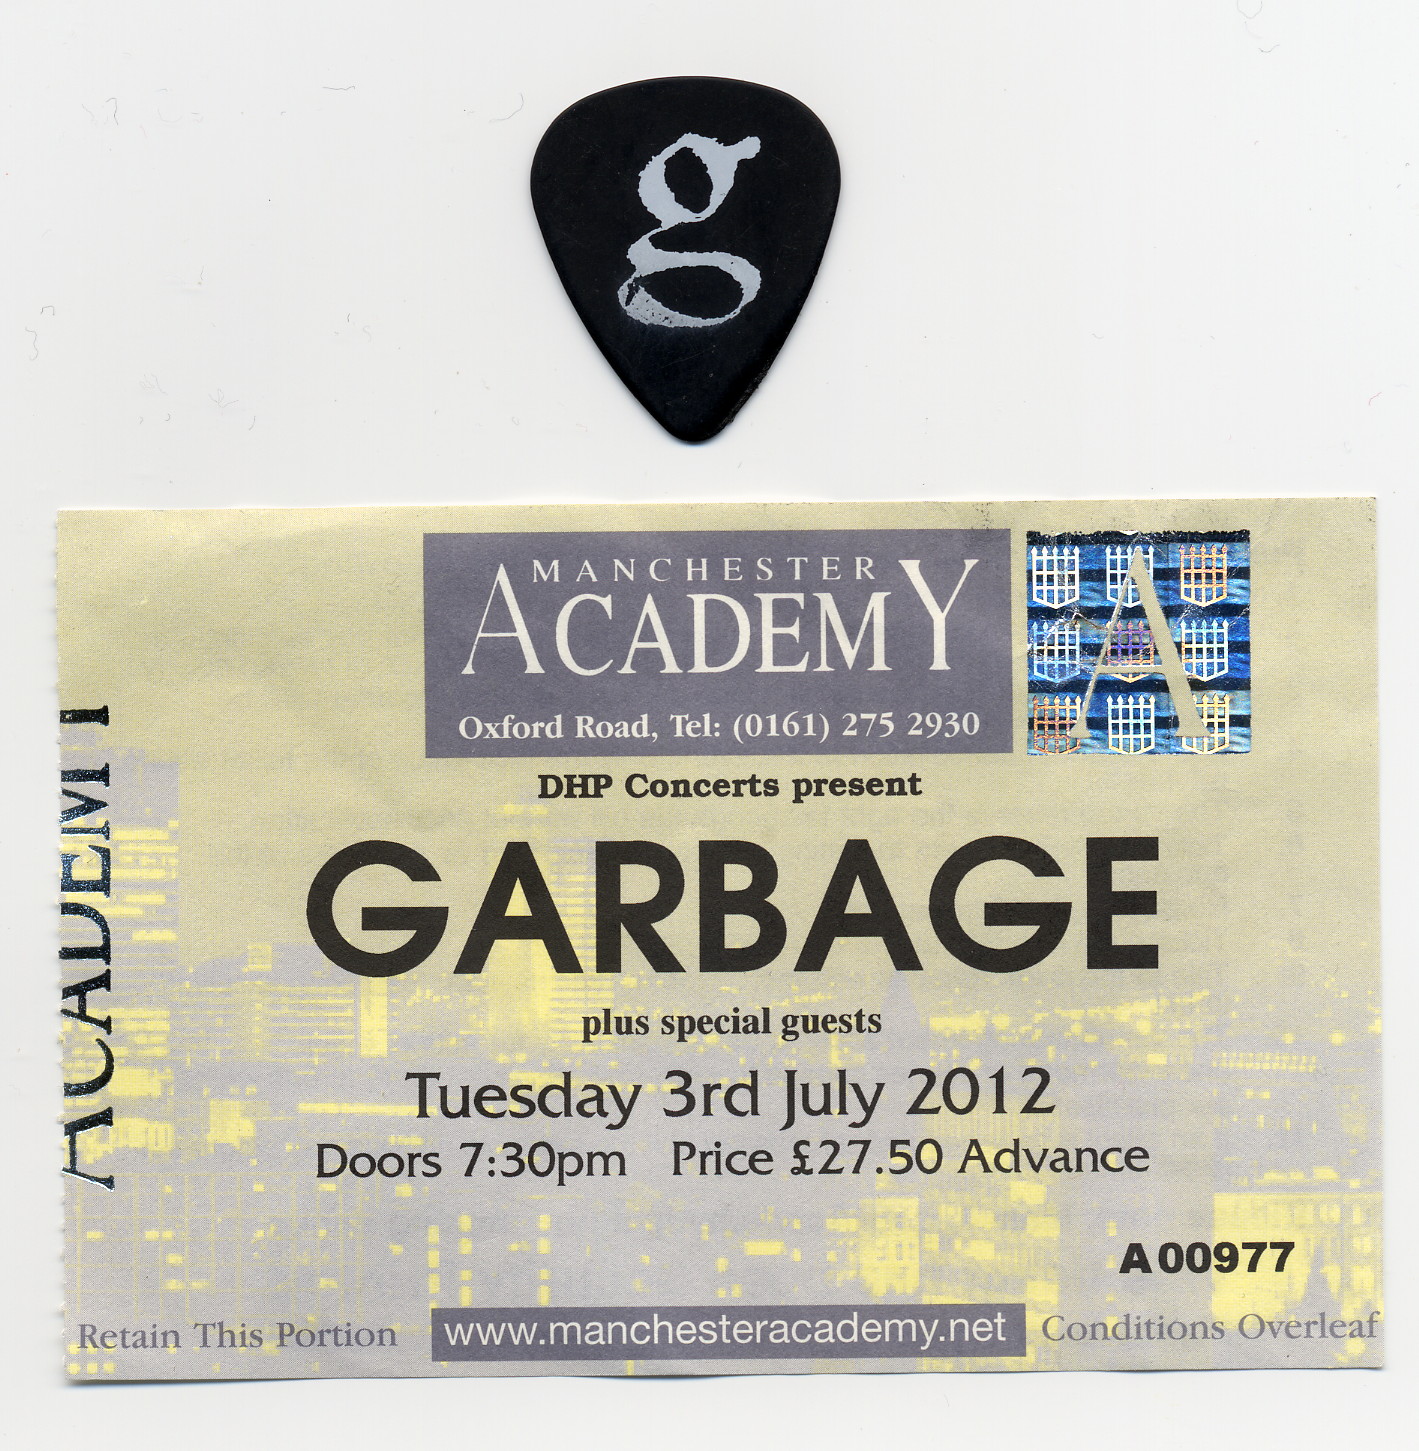 g
MANCHESTER
ACADEMY
Oxford Road, Tel: (0161) 275 2930
A
DHP Concerts present
GARBAGE
plus special guests
Tuesday 3rd July 2012
Doors 7:30pm Price £27.50 Advance
A00977
Retain This Portion
www.manchesteracademy.net
Conditions Overleaf
ACADEMY